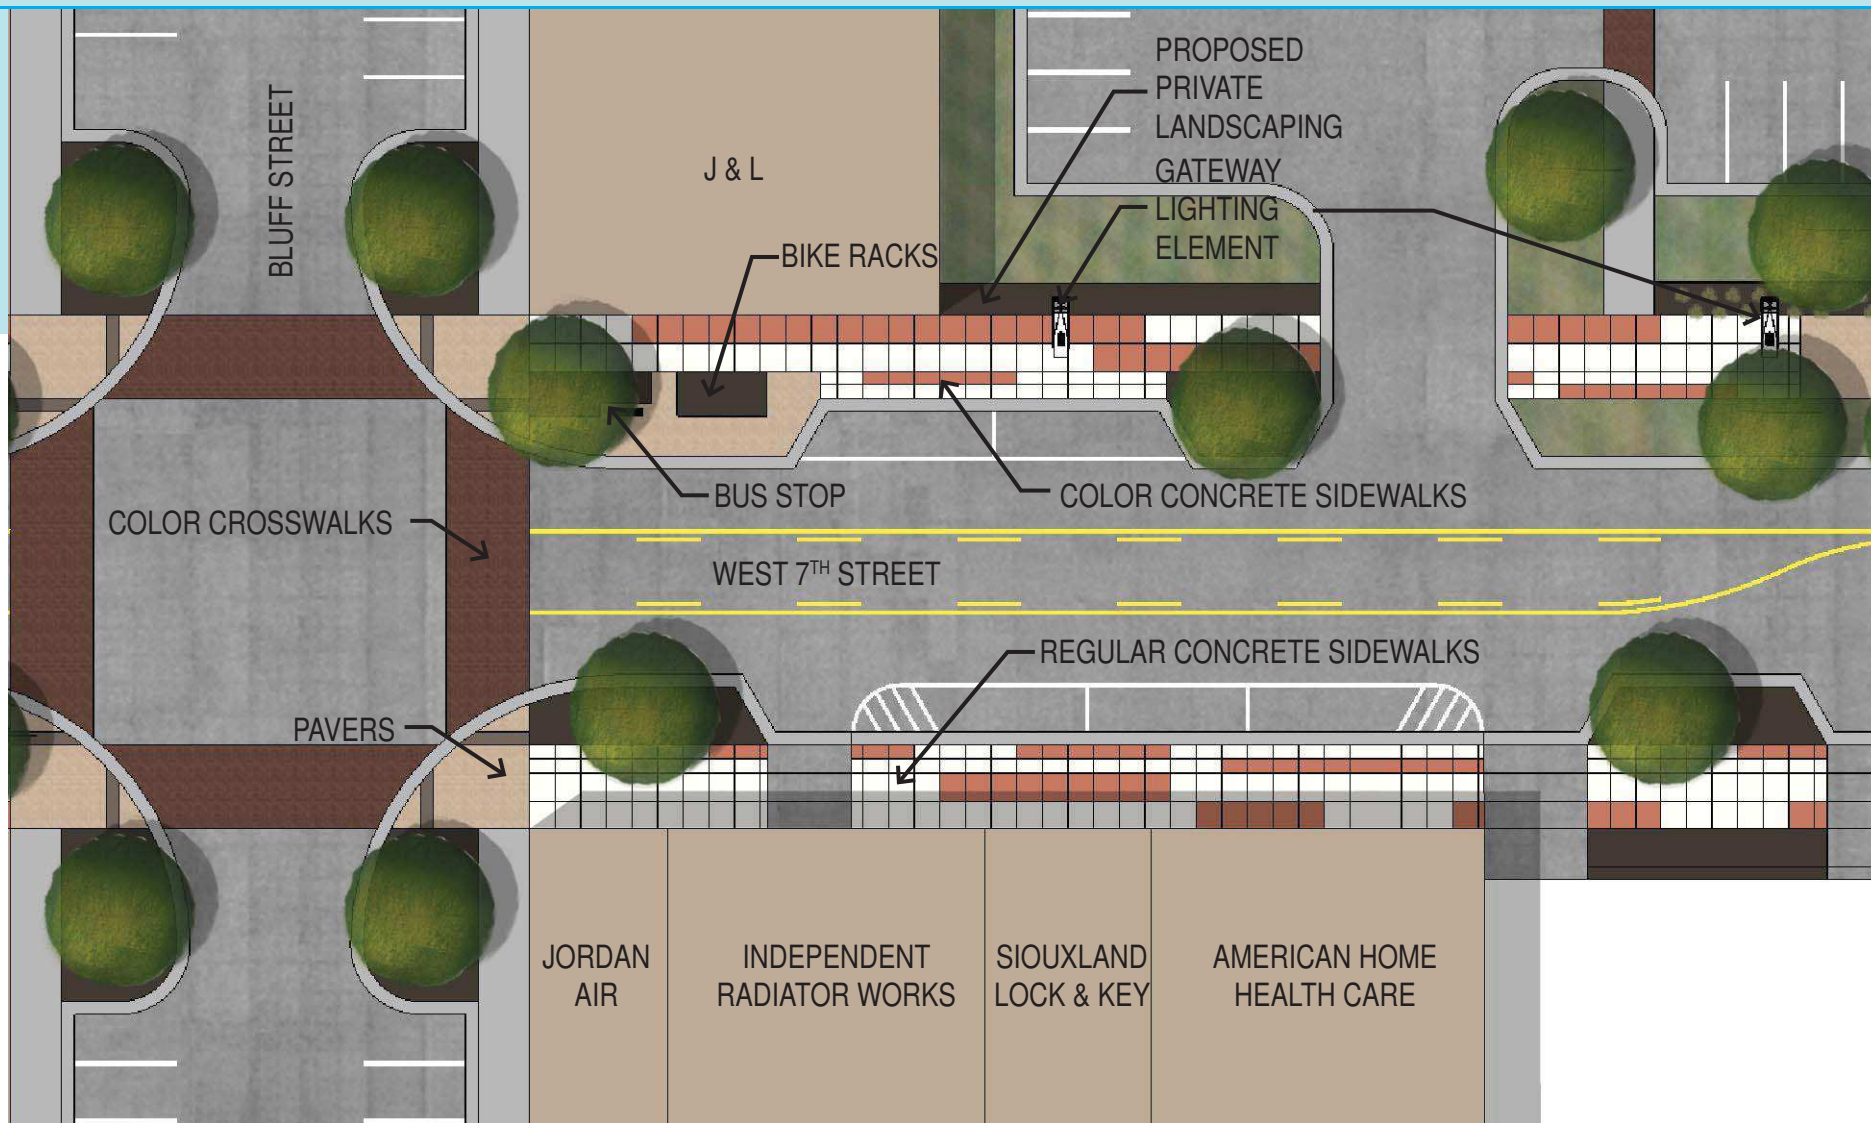 PROPOSED
PRIVATE
LANDSCAPING
GATEWAY
LIGHTING
ELEMENT
BLUFF STREET
J & L
BIKE RACKS
BUS STOP
COLOR CONCRETE SIDEWALKS
COLOR CROSSWALKS
WEST 7TH STREET
REGULAR CONCRETE SIDEWALKS
PAVERS
JORDAN
AIR
INDEPENDENT
RADIATOR WORKS
SIOUXLAND
LOCK & KEY
AMERICAN HOME
HEALTH CARE